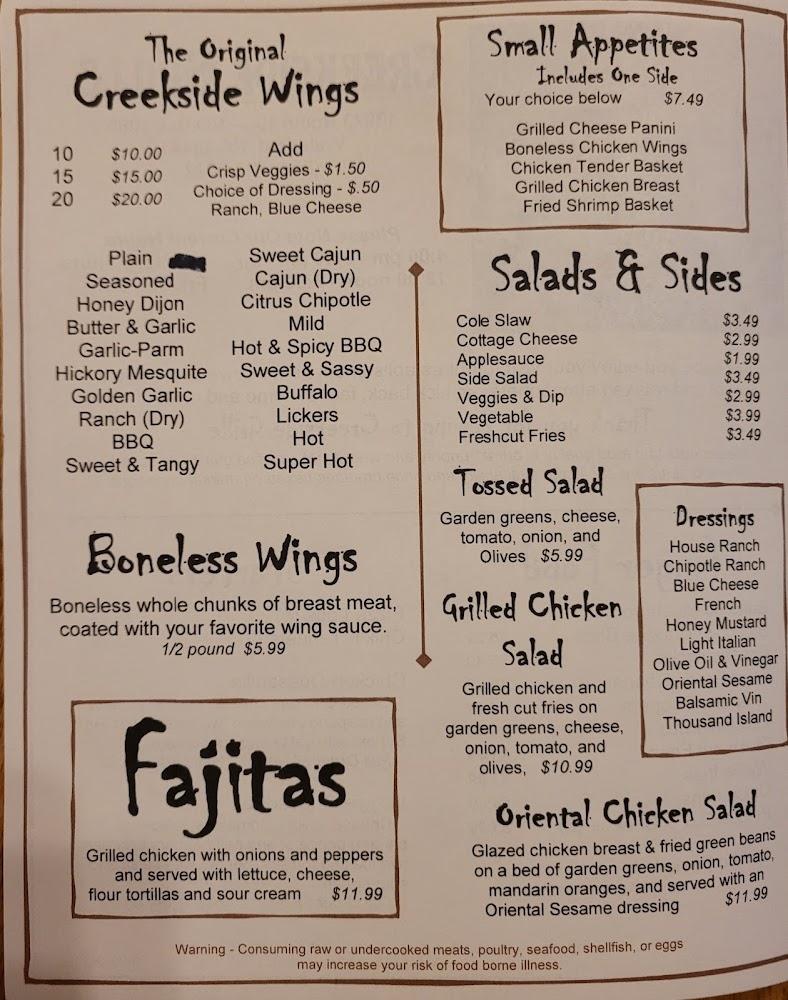 The Original
Creekside Wings
10 $10.00
15 $15.00
20 $20.00
Add
Crisp Veggies - $1.50
Choice of Dressing - $.50
Ranch, Blue Cheese
Plain
Seasoned
Honey Dijon
Butter & Garlic
Garlic-Parm
Hickory Mesquite
Golden Garlic
Ranch (Dry)
BBQ
Sweet & Tangy
Sweet Cajun
Cajun (Dry)
Citrus Chipotle
Mild
Hot & Spicy BBQ
Sweet & Sassy
Buffalo
Lickers
Hot
Super Hot
Boneless Wings
Boneless whole chunks of breast meat,
coated with your favorite wing sauce.
1/2 pound $5.99
Fajitas
Grilled chicken with onions and peppers
and served with lettuce, cheese,
flour tortillas and sour cream $11.99
Small Appetites
Includes One Side
Your choice below $7.49
Grilled Cheese Panini
Boneless Chicken Wings
Chicken Tender Basket
Grilled Chicken Breast
Fried Shrimp Basket
Salads & Sides
Cole Slaw $3.49
Cottage Cheese $2.99
Applesauce $1.99
Side Salad $3.49
Veggies & Dip $2.99
Vegetable $3.99
Freshcut Fries $3.49
Tossed Salad
Garden greens, cheese,
tomato, onion, and
Olives $5.99
Grilled Chicken
Salad
Grilled chicken and
fresh cut fries on
garden greens, cheese,
onion, tomato, and
olives, $10.99
Dressings
House Ranch
Chipotle Ranch
Blue Cheese
French
Honey Mustard
Light Italian
Olive Oil & Vinegar
Oriental Sesame
Balsamic Vin
Thousand Island
Oriental Chicken Salad
Glazed chicken breast & fried green beans
on a bed of garden greens, onion, tomato,
mandarin oranges, and served with an
Oriental Sesame dressing $11.99
Warning - Consuming raw or undercooked meats, poultry, seafood, shellfish, or eggs
may increase your risk of food borne illness.